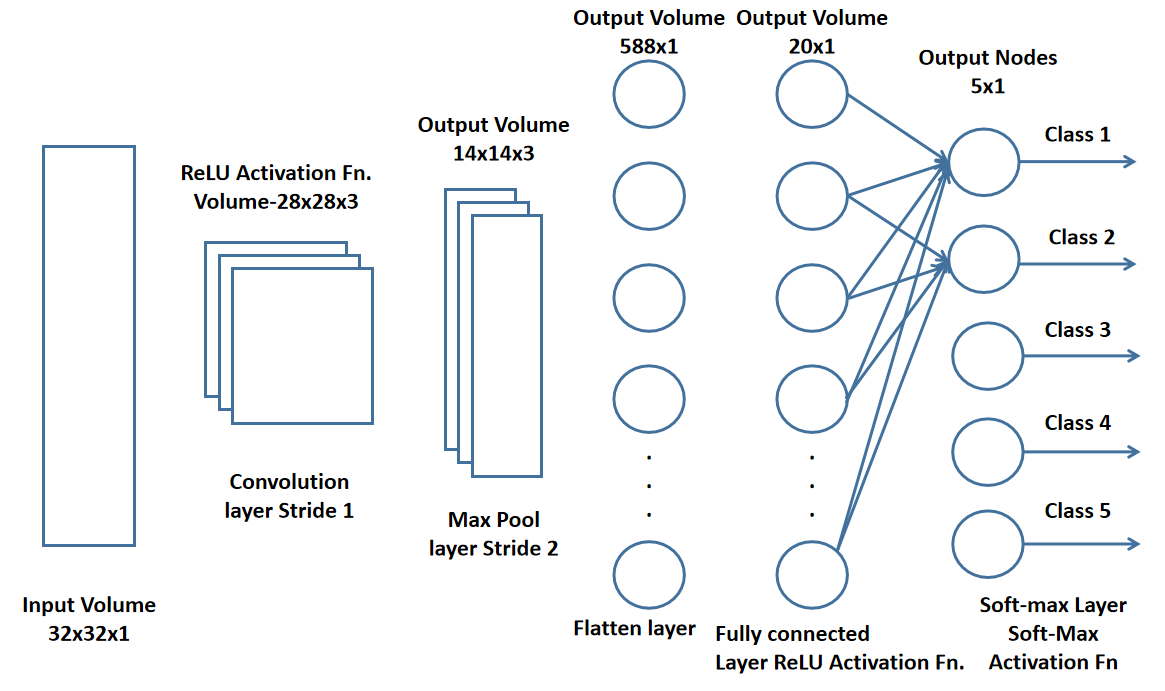 Input Volume
32x32x1
ReLU Activation Fn.
Volume-28x28x3
Convolution
layer Stride 1
Output Volume
14x14x3
Max Pool
layer Stride 2
Output Volume
588x1
Flatten layer
Output Volume
20x1
Fully connected
Layer ReLU Activation Fn.
Output Nodes
5x1
Class 1
Class 2
Class 3
Class 4
Class 5
Soft-max Layer
Soft-Max
Activation Fn